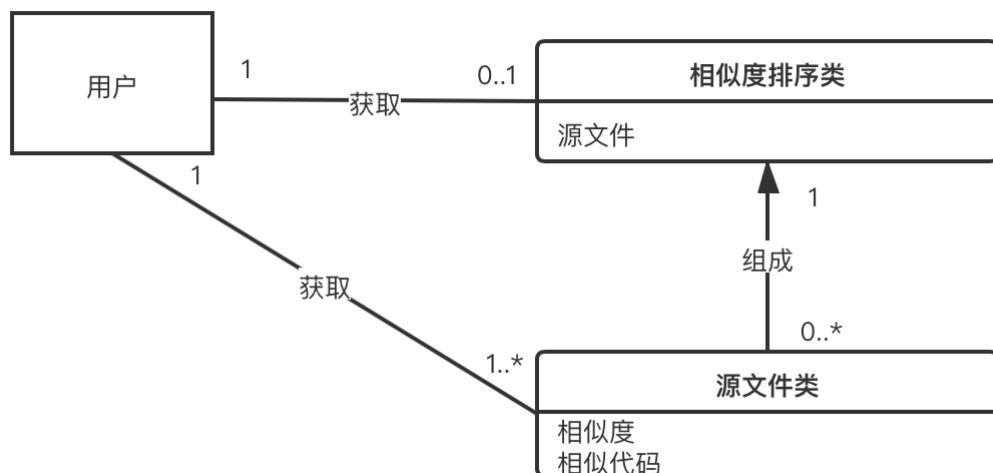 用户
1
0..1
获取
相似度排序类
源文件
1
1
组成
获取
0..*
1..*
源文件类
相似度
相似代码